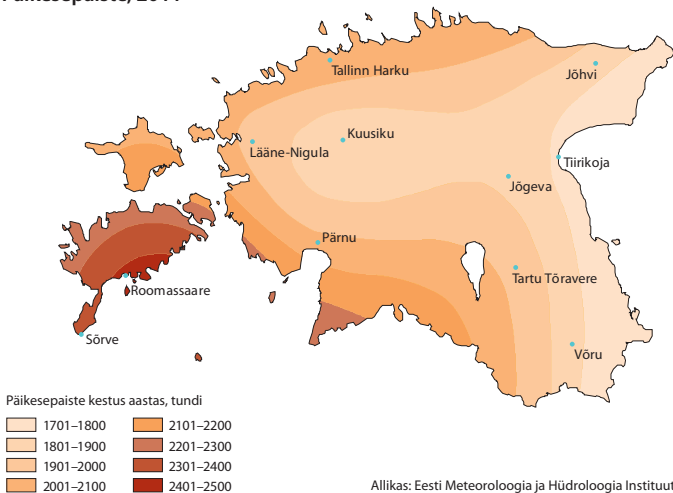 Tallinn Harku
Jõhvi
Kuusiku
Lääne-Nigula
Tiirikoja
Jõgeva
Pärnu
Tartu Tõravere
Roomassaare
Sõrve
Võru
Päikesepaiste kestus aastas, tundi
1701–1800
1801–1900
1901–2000
2001–2100
2101–2200
2201–2300
2301–2400
2401–2500
Allikas: Eesti Meteoroloogia ja Hüdroloogia Instituut